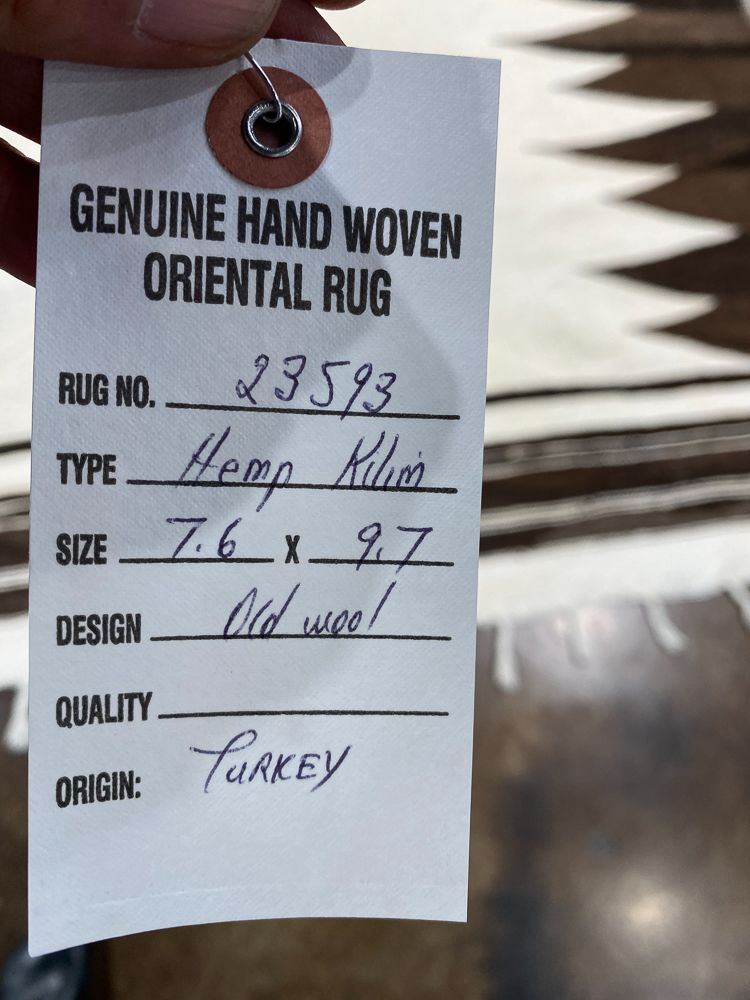 GENUINE HAND WOVEN
ORIENTAL RUG
RUG NO. 23593
TYPE Hemp Kilim
SIZE 7.6 X 9.7
DESIGN Old wool
QUALITY
ORIGIN: TURKEY